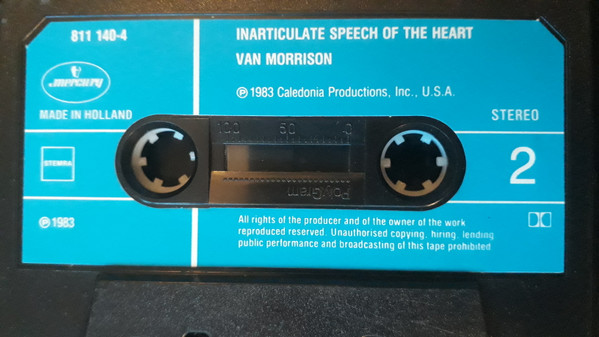 811 140-4
INARTICULATE SPEECH OF THE HEART
VAN MORRISON
mercury
℗ 1983 Caledonia Productions, Inc., U.S.A.
MADE IN HOLLAND
STEREO
100 50 0
STEMRA
2
PolyGram
℗ 1983
All rights of the producer and of the owner of the work
reproduced reserved. Unauthorised copying, hiring, lending
public performance and broadcasting of this tape prohibited